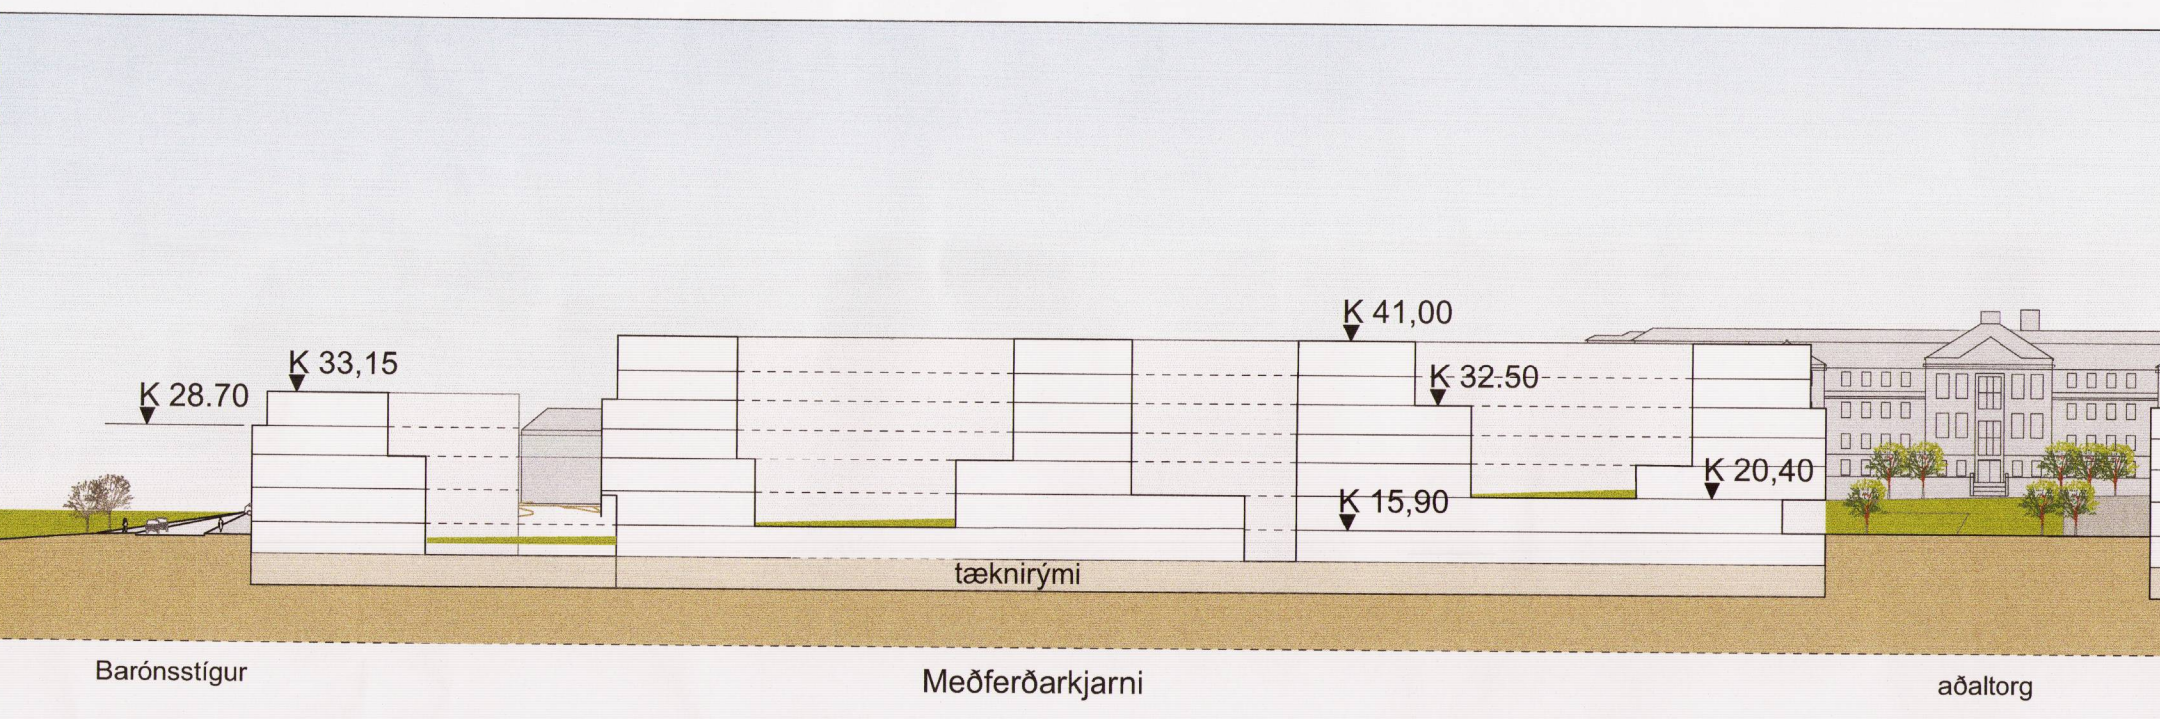 K 41,00
K 33,15
K 32.50
K 28.70
K 20,40
K 15,90
tæknirými
Barónsstígur
Meðferðarkjarni
aðaltorg